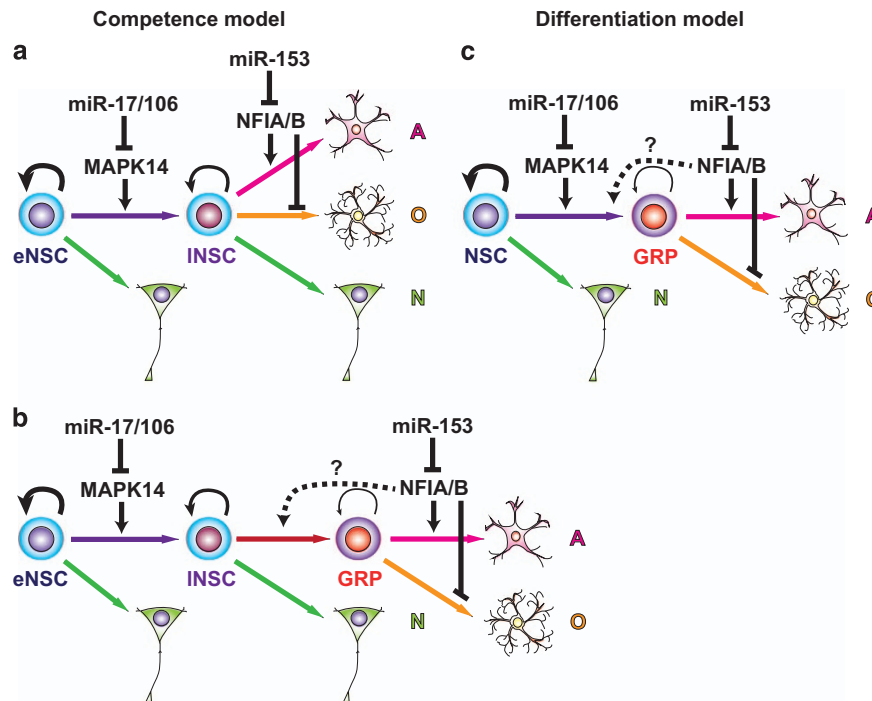 Competence model
Differentiation model
a
miR-153
miR-17/106
NFIA/B
MAPK14
A
O
eNSC
lNSC
N
c
miR-17/106
miR-153
?
MAPK14
NFIA/B
A
NSC
GRP
O
N
b
miR-17/106
miR-153
?
MAPK14
NFIA/B
A
eNSC
lNSC
GRP
N
O